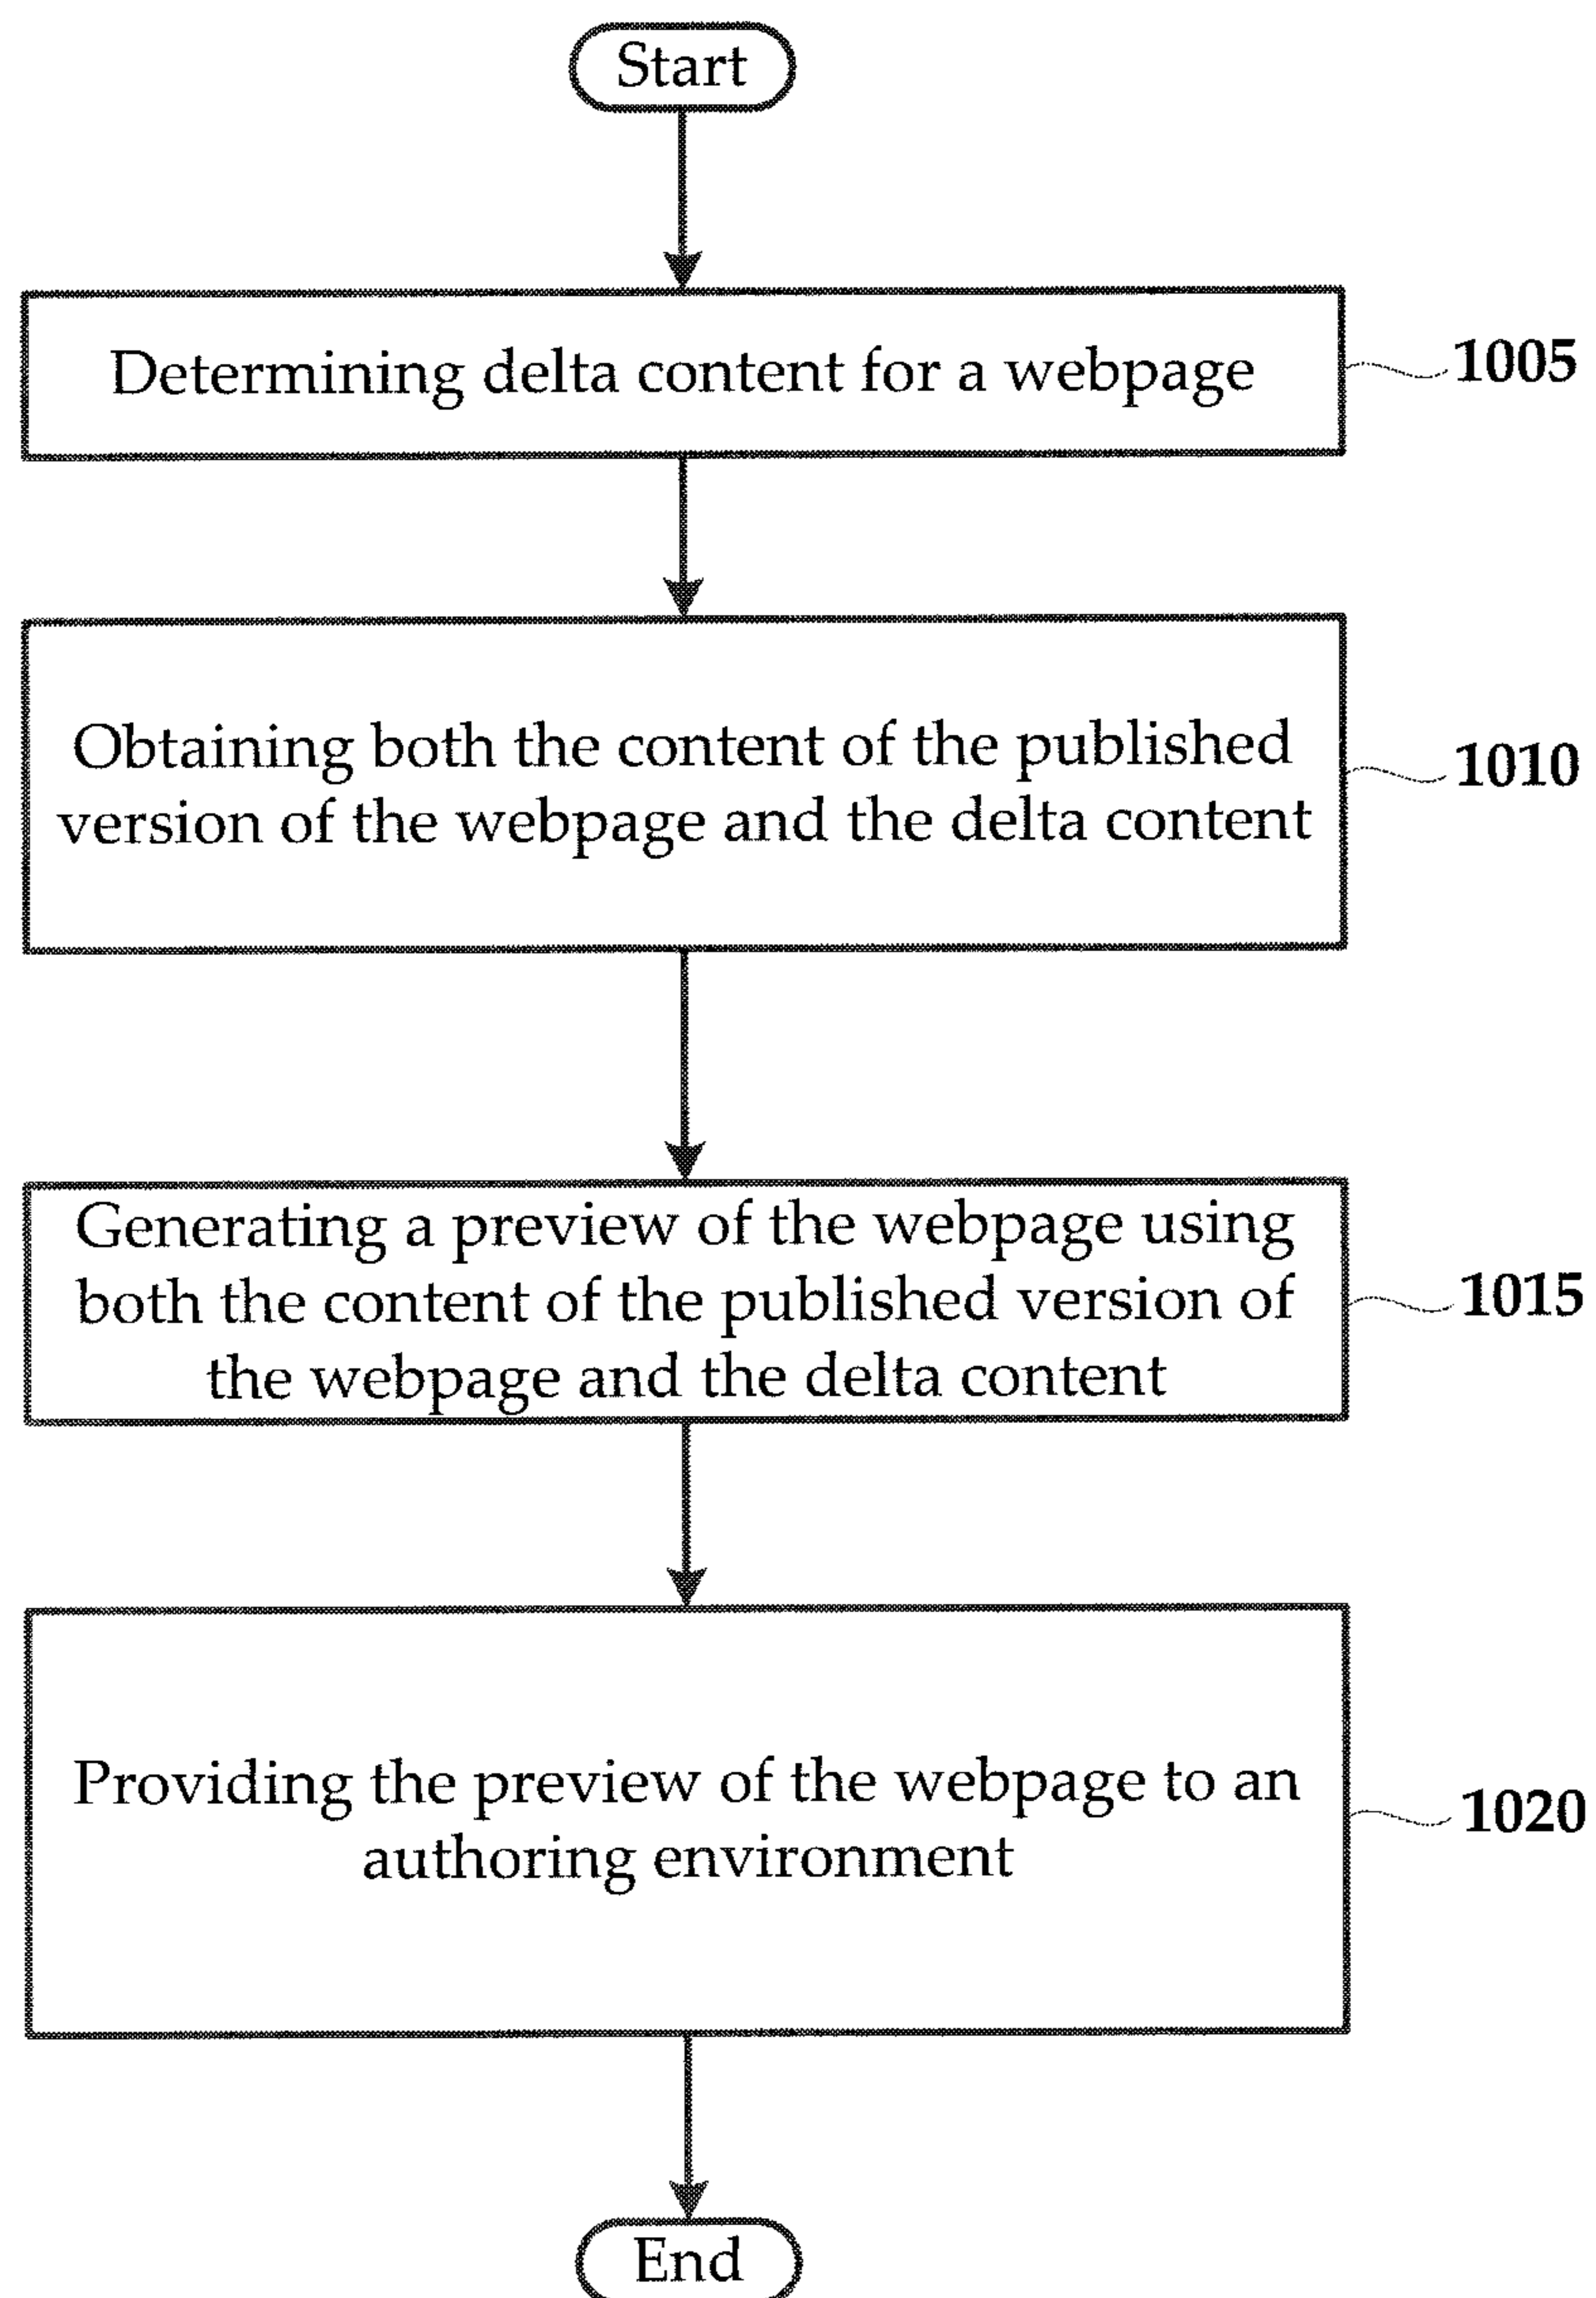 Start
Determining delta content for a webpage
1005
Obtaining both the content of the published
version of the webpage and the delta content
1010
Generating a preview of the webpage using
both the content of the published version of
the webpage and the delta content
1015
Providing the preview of the webpage to an
authoring environment
1020
End